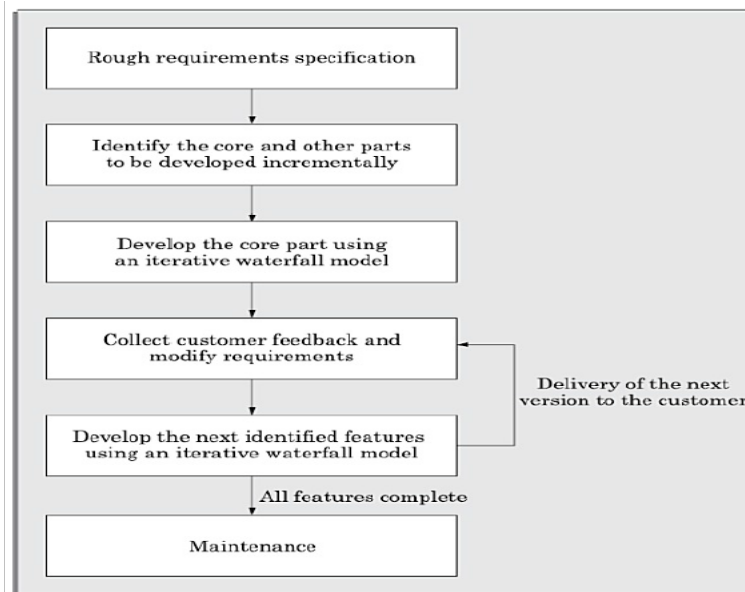 Rough requirements specification
Identify the core and other parts
to be developed incrementally
Develop the core part using
an iterative waterfall model
Collect customer feedback and
modify requirements
Delivery of the next
version to the customer
Develop the next identified features
using an iterative waterfall model
All features complete
Maintenance